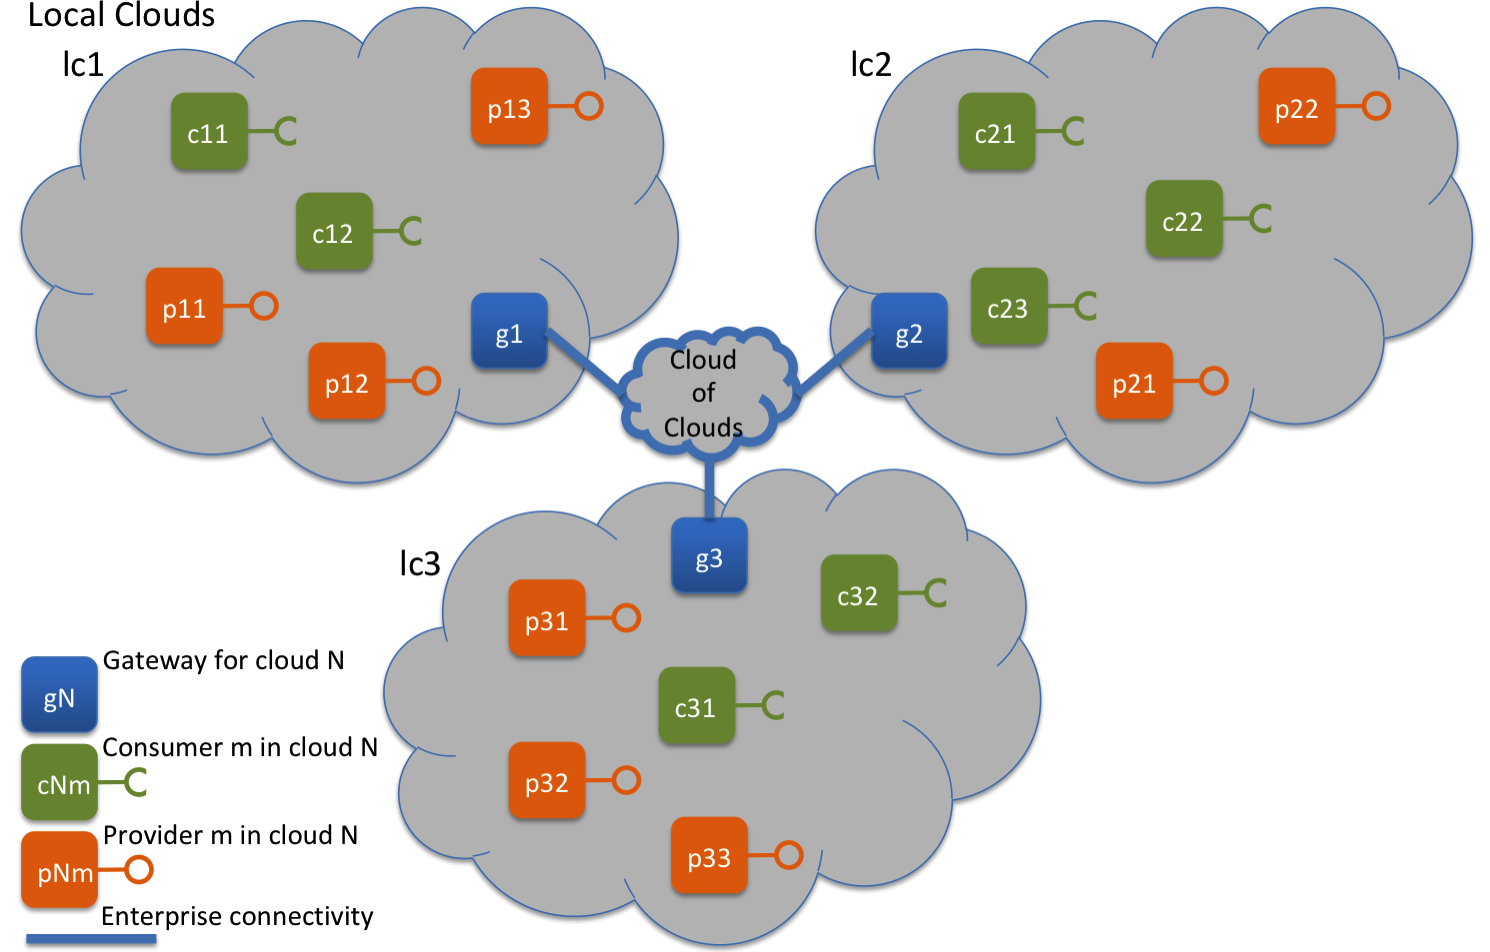 Local Clouds
lc1
c11
p13
c12
p11
p12
g1
lc2
c21
p22
c22
c23
g2
p21
Cloud
of
Clouds
lc3
g3
p31
c32
c31
p32
p33
gN
Gateway for cloud N
cNm
Consumer m in cloud N
pNm
Provider m in cloud N
Enterprise connectivity